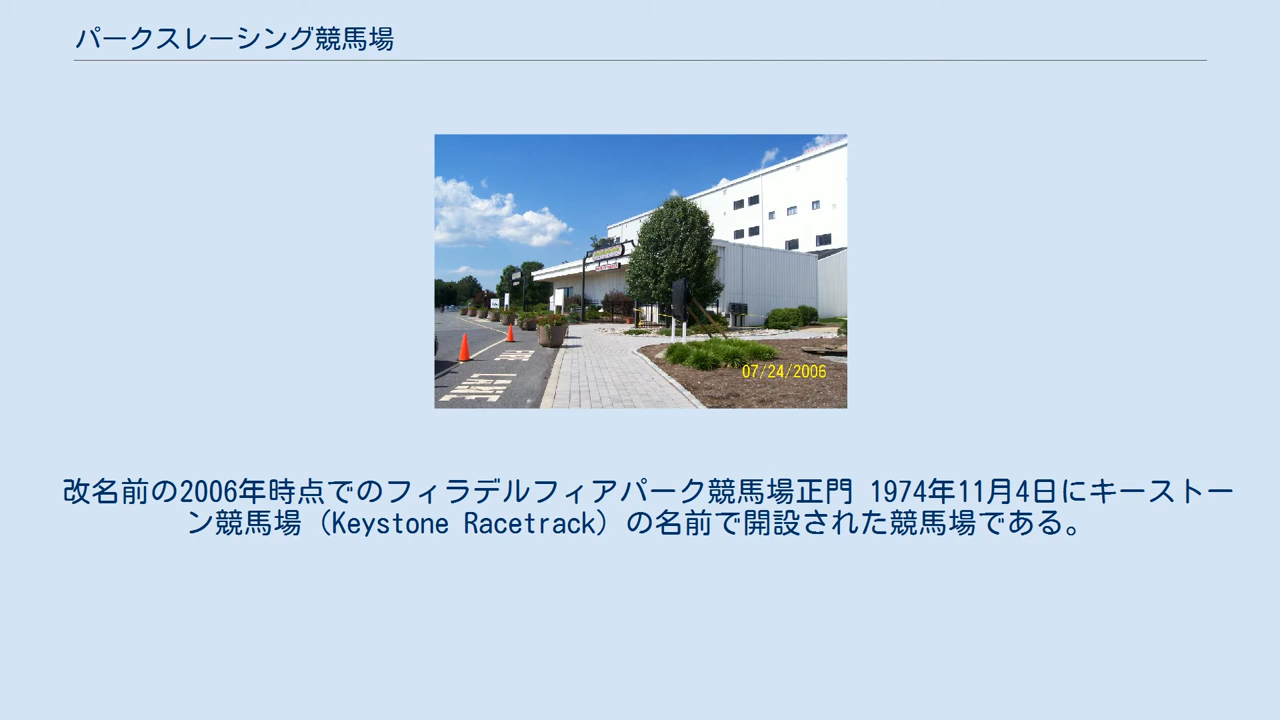 パークスレーシング競馬場
07/24/2006
改名前の2006年時点でのフィラデルフィアパーク競馬場正門 1974年11月4日にキーストー
ン競馬場（Keystone Racetrack）の名前で開設された競馬場である。